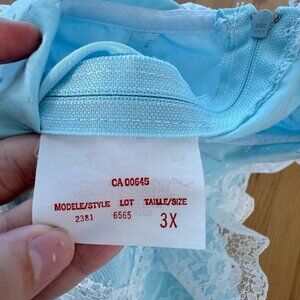 CA 00645
MODELE/STYLE LOT TAILLE/SIZE
2381 6565 3X